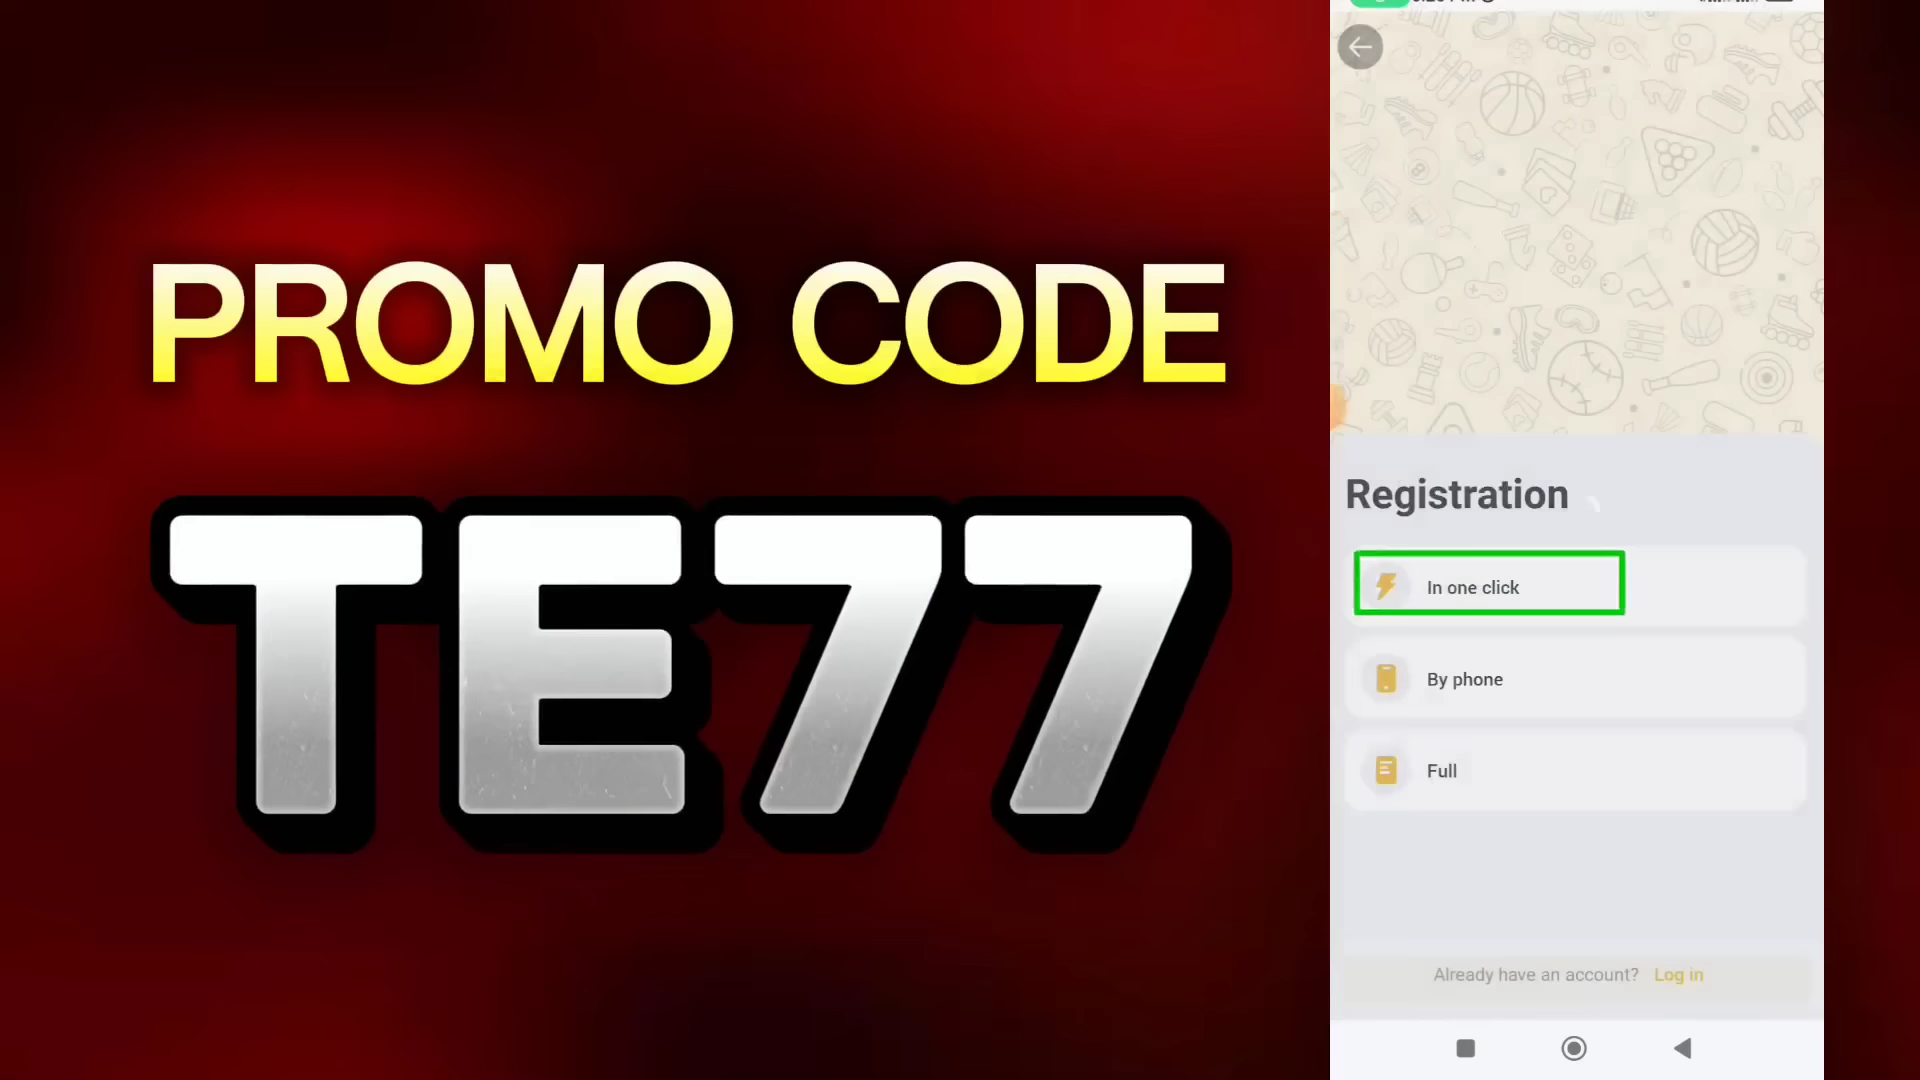 PROMO CODE
TE77
Registration
In one click
By phone
Full
Already have an account? Log in